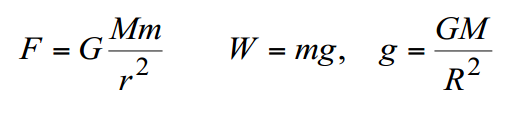 F = G Mm / r² W = mg, g = GM / R²